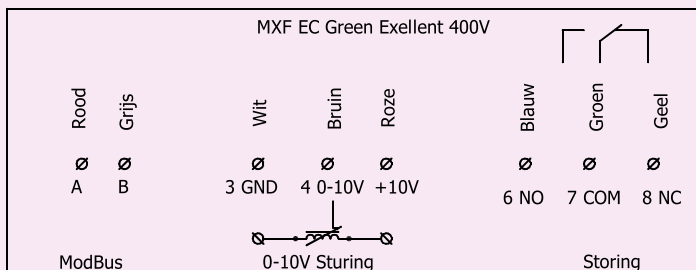 MXF EC Green Exellent 400V
Rood Grijs Wit Bruin Roze Blauw Groen Geel
A B 3 GND 4 0-10V +10V 6 NO 7 COM 8 NC
ModBus 0-10V Sturing Storing